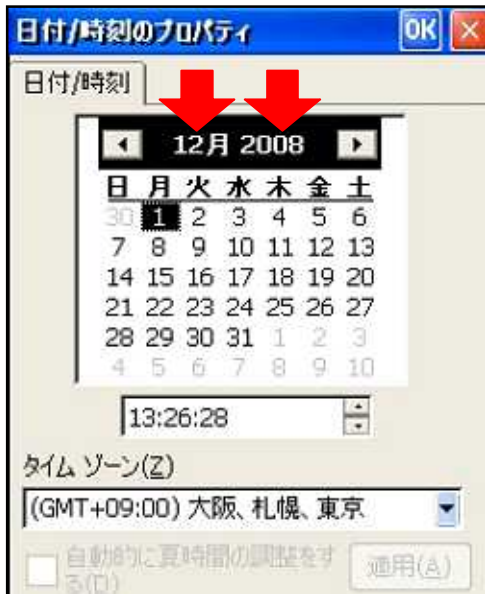 日付/時刻のプロパティ OK ×
日付/時刻
12月 2008
日 月 火 水 木 金 土
30 1 2 3 4 5 6
7 8 9 10 11 12 13
14 15 16 17 18 19 20
21 22 23 24 25 26 27
28 29 30 31 1 2 3
4 5 6 7 8 9 10
13:26:28
タイム ゾーン(Z)
(GMT+09:00) 大阪、札幌、東京
自動的に夏時間の調整をす
る(D)
適用(A)